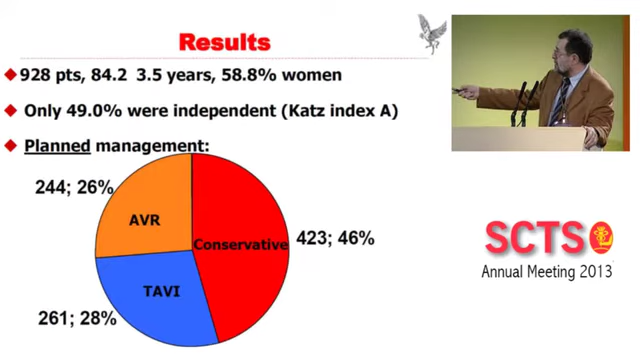 Results
928 pts, 84.2 3.5 years, 58.8% women
Only 49.0% were independent (Katz index A)
Planned management:
244; 26%
AVR
Conservative
423; 46%
TAVI
261; 28%
SCTS
Annual Meeting 2013